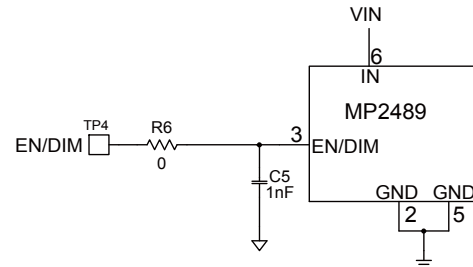 VIN
6
IN
MP2489
TP4
R6
EN/DIM
3
EN/DIM
0
C5
1nF
GND
GND
2
5